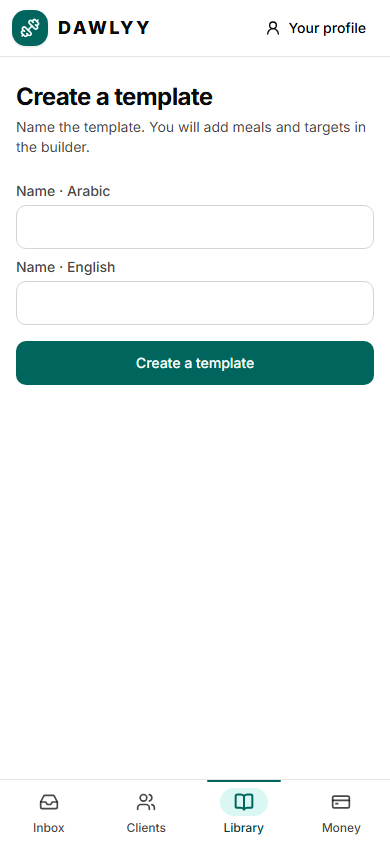 DAWLYY
Your profile
Create a template
Name the template. You will add meals and targets in
the builder.
Name · Arabic
Name · English
Create a template
Inbox
Clients
Library
Money